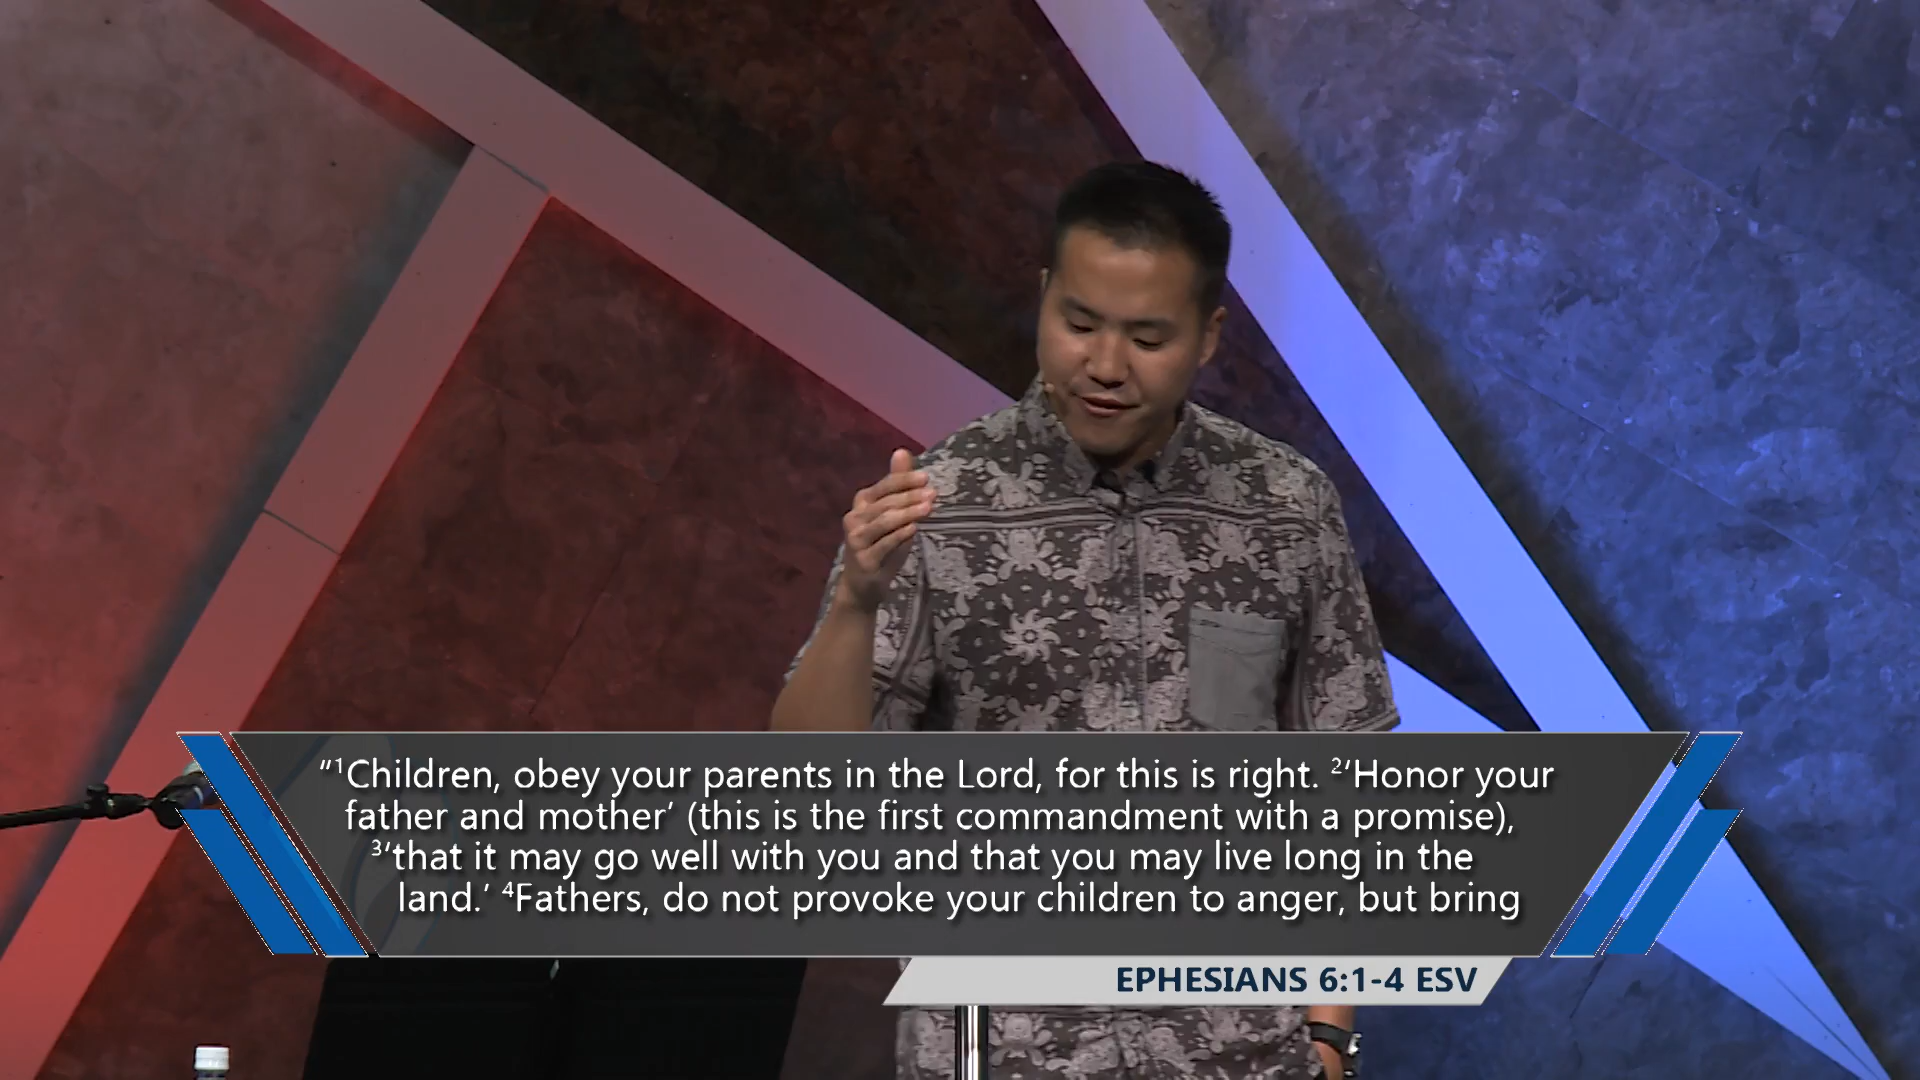 “¹Children, obey your parents in the Lord, for this is right. ²‘Honor your
father and mother’ (this is the first commandment with a promise),
³‘that it may go well with you and that you may live long in the
land.’ ⁴Fathers, do not provoke your children to anger, but bring
EPHESIANS 6:1-4 ESV